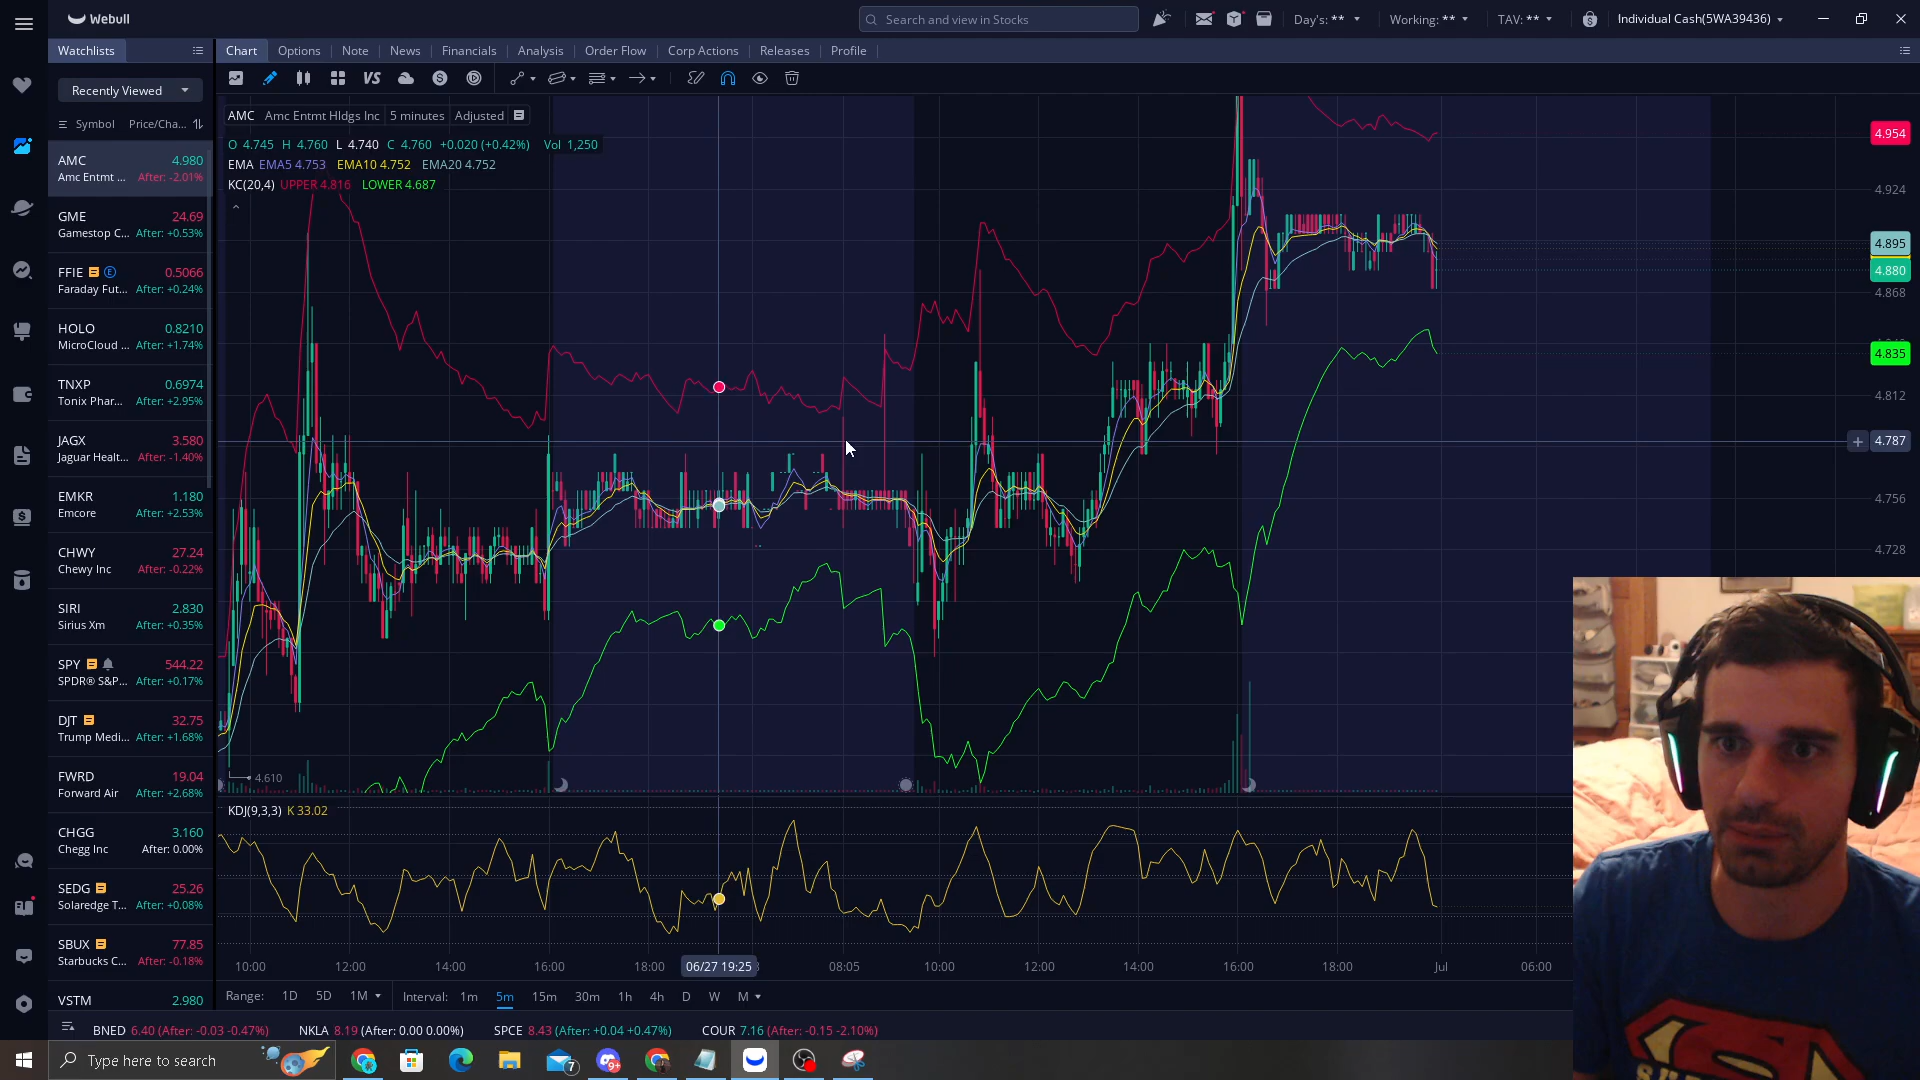 Webull
Search and view in Stocks
Day's: **
Working: **
TAV: **
Individual Cash(5WA39436)
Watchlists
Chart Options Note News Financials Analysis Order Flow Corp Actions Releases Profile
Recently Viewed
VS
Symbol Price/Cha...
AMC Amc Entmt Hldgs Inc 5 minutes Adjusted
O 4.745 H 4.760 L 4.740 C 4.760 +0.020 (+0.42%) Vol 1,250
EMA EMA5 4.753 EMA10 4.752 EMA20 4.752
KC(20,4) UPPER 4.816 LOWER 4.687
AMC 4.980
Amc Entmt ... After: -2.01%
GME 24.69
Gamestop C... After: +0.53%
FFIE E 0.5066
Faraday Fut... After: +0.24%
HOLO 0.8210
MicroCloud ... After: +1.74%
TNXP 0.6974
Tonix Phar... After: +2.95%
JAGX 3.580
Jaguar Healt... After: -1.40%
EMKR 1.180
Emcore After: +2.53%
CHWY 27.24
Chewy Inc After: -0.22%
SIRI 2.830
Sirius Xm After: +0.35%
SPY 544.22
SPDR® S&P... After: +0.17%
DJT 32.75
Trump Medi... After: +1.68%
FWRD 19.04
Forward Air After: +2.68%
CHGG 3.160
Chegg Inc After: 0.00%
SEDG 25.26
Solaredge T... After: +0.08%
SBUX 77.85
Starbucks C... After: -0.18%
VSTM 2.980
4.954
4.924
4.895
4.880
4.868
4.835
4.812
4.787
4.756
4.728
4.610
KDJ(9,3,3) K 33.02
10:00 12:00 14:00 16:00 18:00 06/27 19:25 08:05 10:00 12:00 14:00 16:00 18:00 Jul 06:00
Range: 1D 5D 1M Interval: 1m 5m 15m 30m 1h 4h D W M
BNED 6.40 (After: -0.03 -0.47%) NKLA 8.19 (After: 0.00 0.00%) SPCE 8.43 (After: +0.04 +0.47%) COUR 7.16 (After: -0.15 -2.10%)
Type here to search
7
9+